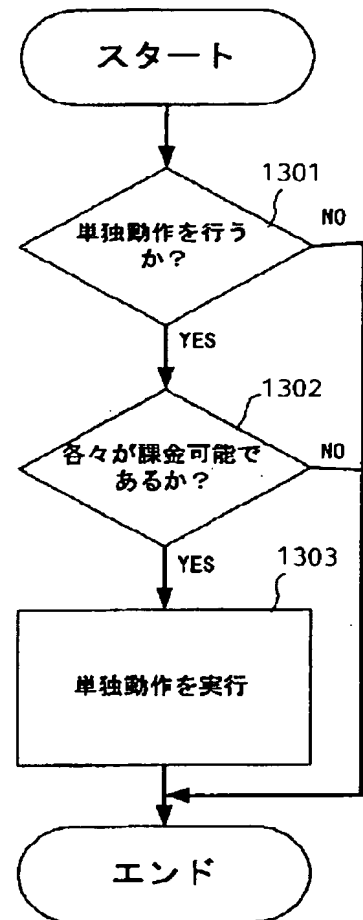 スタート
1301
単独動作を行う
か?
NO
YES
1302
各々が課金可能で
あるか?
NO
YES
1303
単独動作を実行
エンド